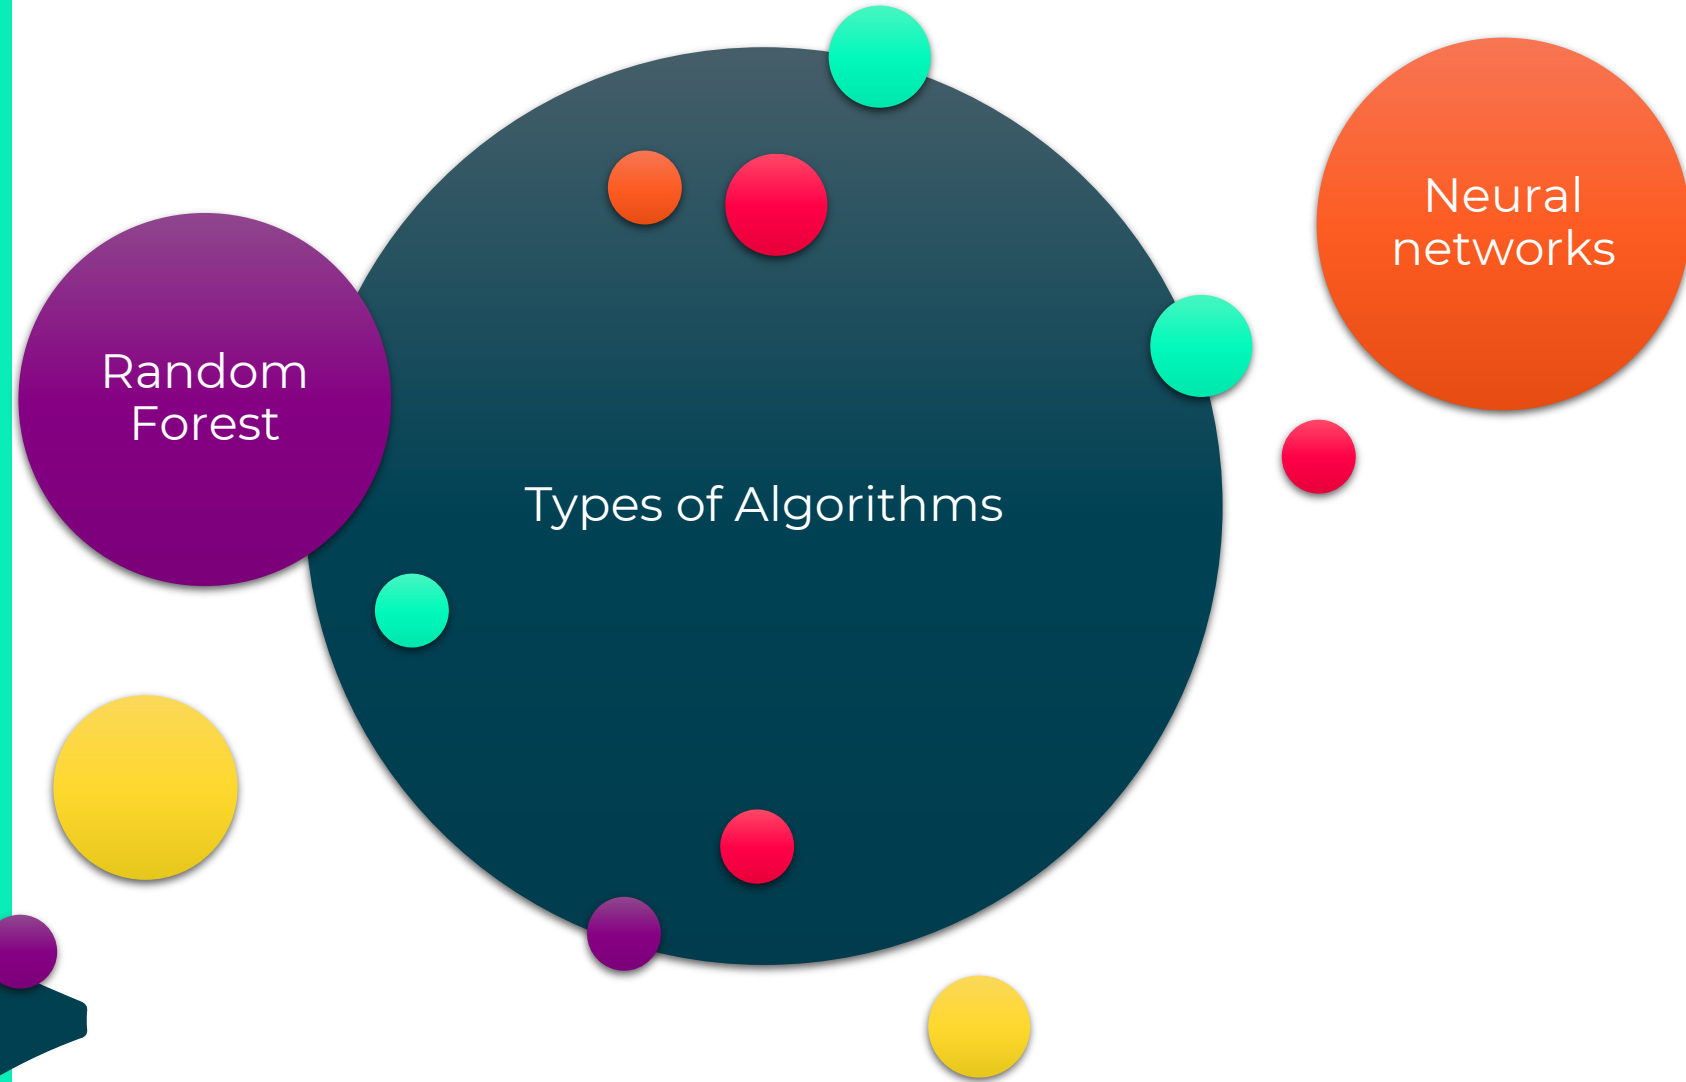 Random
Forest
Types of Algorithms
Neural
networks